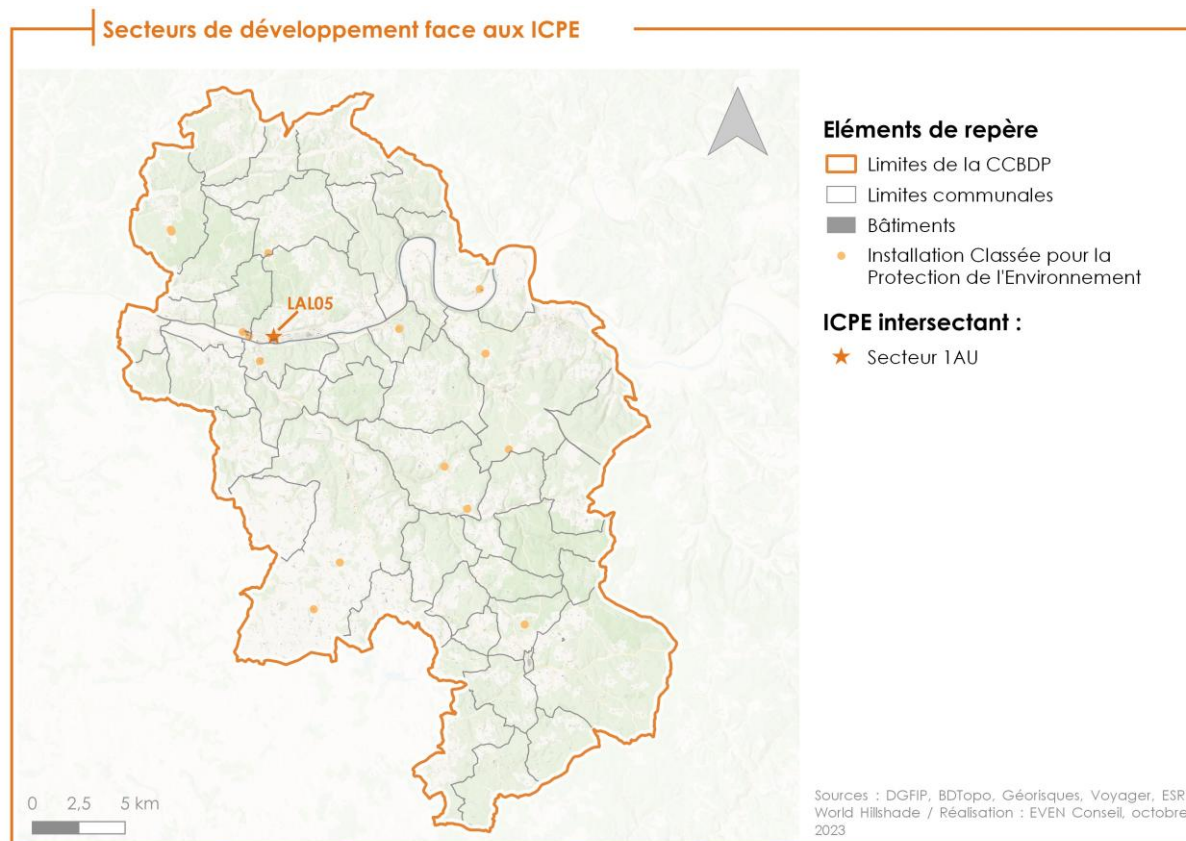 Secteurs de développement face aux ICPE
LAL05
0 2,5 5 km
Eléments de repère
Limites de la CCBDP
Limites communales
Bâtiments
Installation Classée pour la
Protection de l'Environnement
ICPE intersectant :
Secteur 1AU
Sources : DGFIP, BDTopo, Géorisques, Voyager, ESR
World Hillshade / Réalisation : EVEN Conseil, octobre
2023